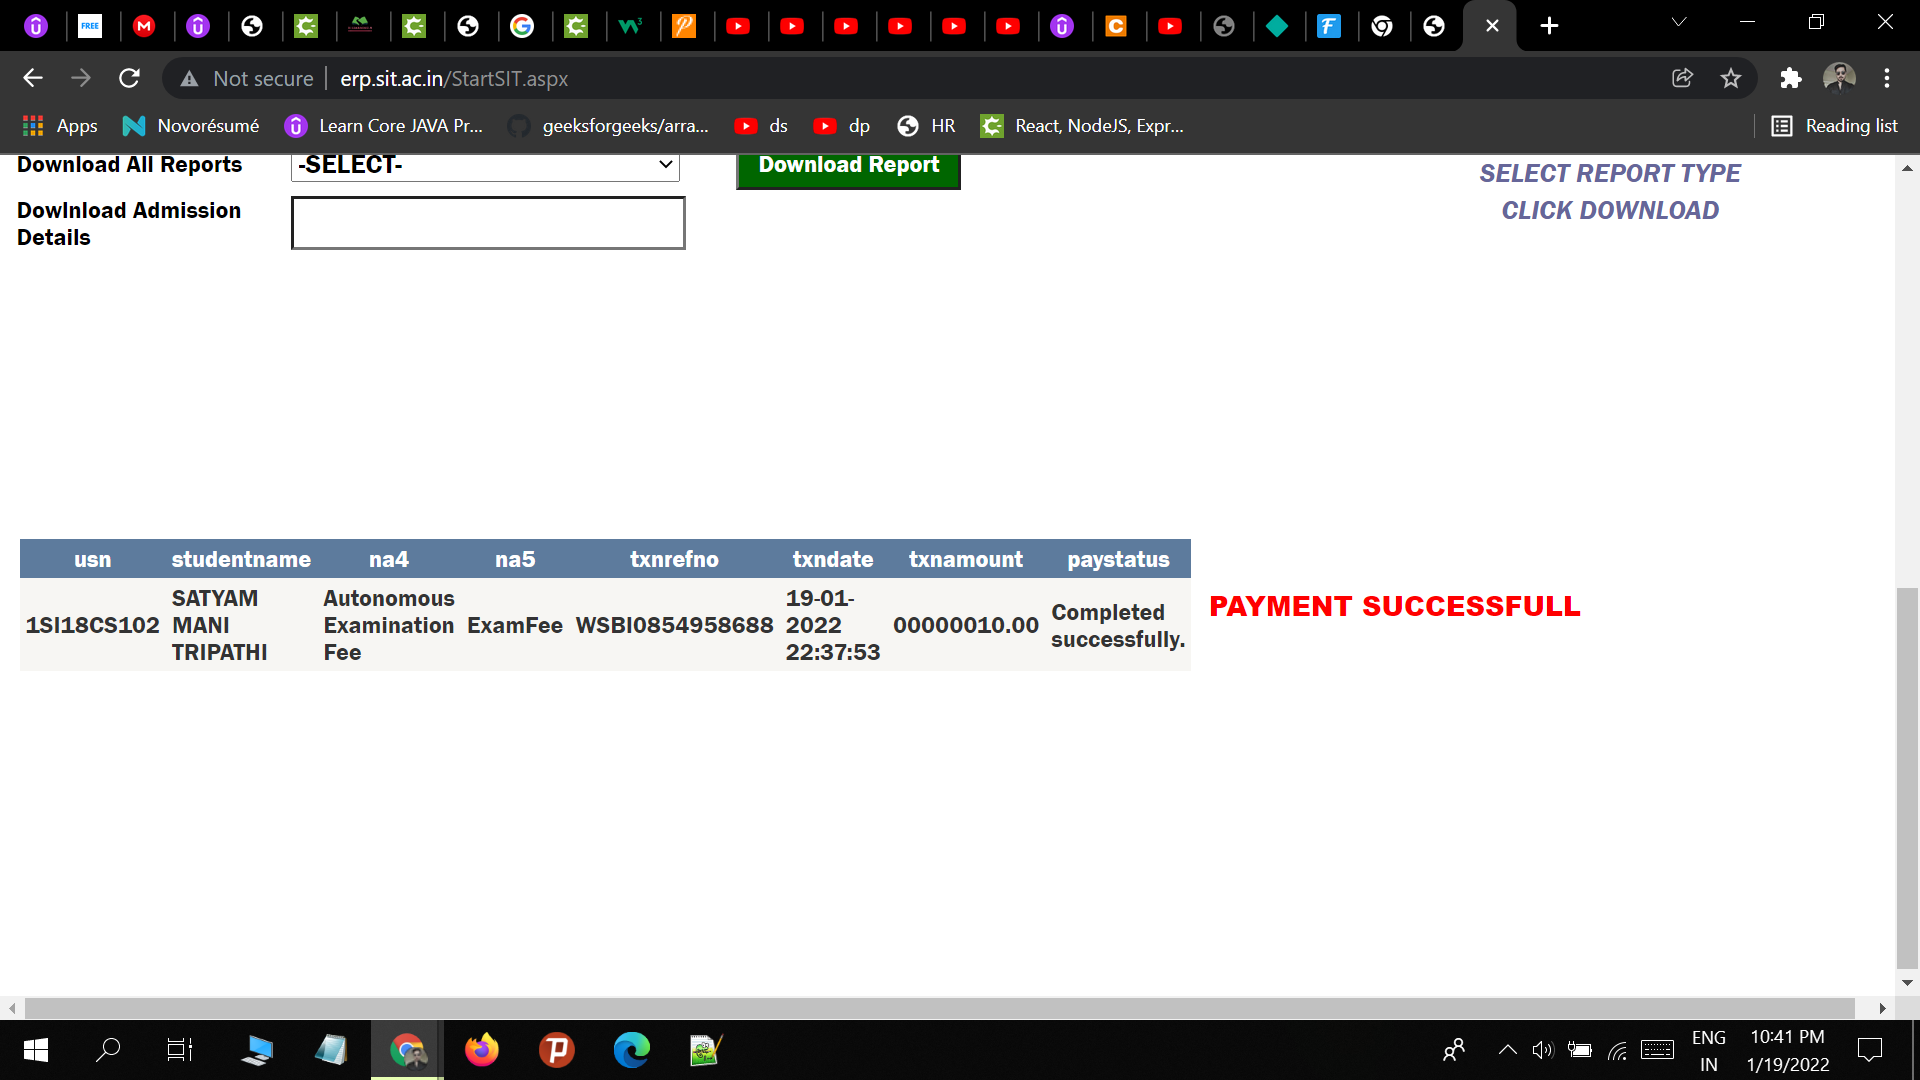 Not secure erp.sit.ac.in/StartSIT.aspx
Apps Novorésumé Learn Core JAVA Pr... geeksforgeeks/arra... ds dp HR React, NodeJS, Expr... Reading list
Download All Reports -SELECT- Download Report SELECT REPORT TYPE
CLICK DOWNLOAD
Dowlnload Admission
Details
usn studentname na4 na5 txnrefno txndate txnamount paystatus
1SI18CS102
SATYAM
MANI
TRIPATHI
Autonomous
Examination
Fee
ExamFee
WSBI0854958688
19-01-
2022
22:37:53
00000010.00
Completed
successfully.
PAYMENT SUCCESSFULL
ENG
IN
10:41 PM
1/19/2022